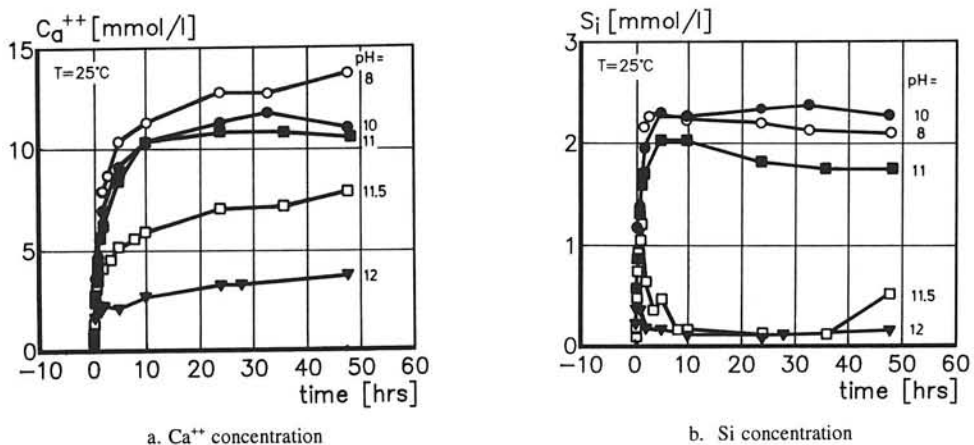 Ca++ [mmol/l]
15
10
5
0
T=25°C
pH=
8
10
11
11.5
12
-10 0 10 20 30 40 50 60
time [hrs]
a. Ca++ concentration
Si [mmol/l]
3
2
1
0
T=25°C
pH=
10
8
11
11.5
12
-10 0 10 20 30 40 50 60
time [hrs]
b. Si concentration